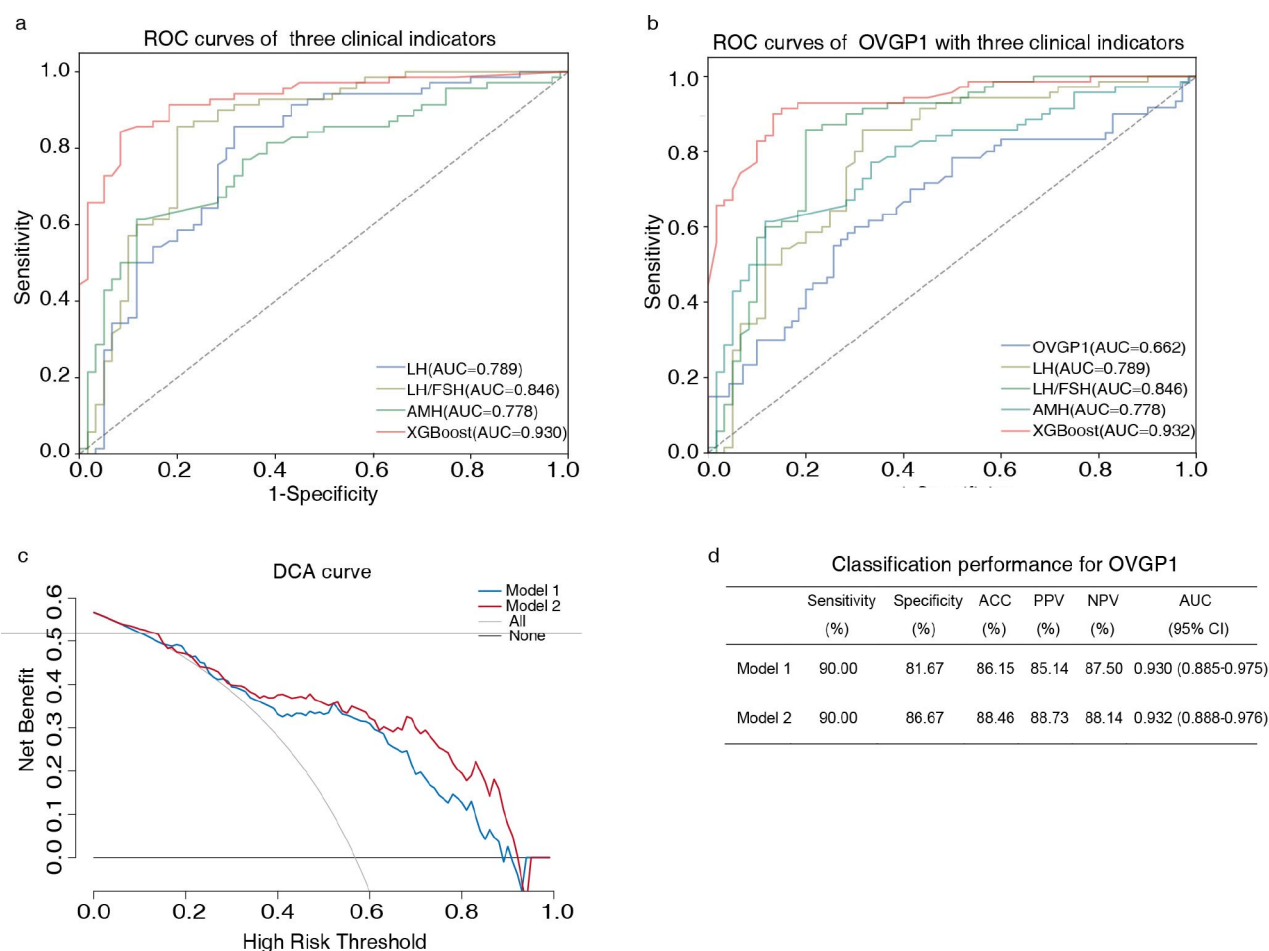 a
ROC curves of three clinical indicators
1.0
0.8
0.6
0.4
0.2
0.0
Sensitivity
LH(AUC=0.789)
LH/FSH(AUC=0.846)
AMH(AUC=0.778)
XGBoost(AUC=0.930)
0.0 0.2 0.4 0.6 0.8 1.0
1-Specificity
b
ROC curves of OVGP1 with three clinical indicators
1.0
0.8
0.6
0.4
0.2
0.0
Sensitivity
OVGP1(AUC=0.662)
LH(AUC=0.789)
LH/FSH(AUC=0.846)
AMH(AUC=0.778)
XGBoost(AUC=0.932)
0.0 0.2 0.4 0.6 0.8 1.0
c
DCA curve
Model 1
Model 2
All
None
0.6
0.5
0.4
0.3
0.2
0.1
0.0
Net Benefit
0.0 0.2 0.4 0.6 0.8 1.0
High Risk Threshold
d
Classification performance for OVGP1
Sensitivity Specificity ACC PPV NPV AUC
(%) (%) (%) (%) (%) (95% CI)
Model 1 90.00 81.67 86.15 85.14 87.50 0.930 (0.885-0.975)
Model 2 90.00 86.67 88.46 88.73 88.14 0.932 (0.888-0.976)